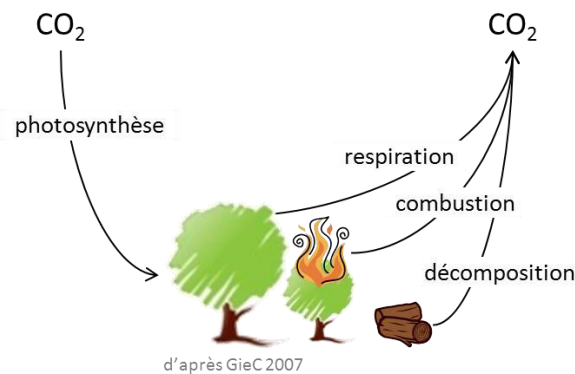 CO₂
CO₂
photosynthèse
respiration
combustion
décomposition
d'après GieC 2007